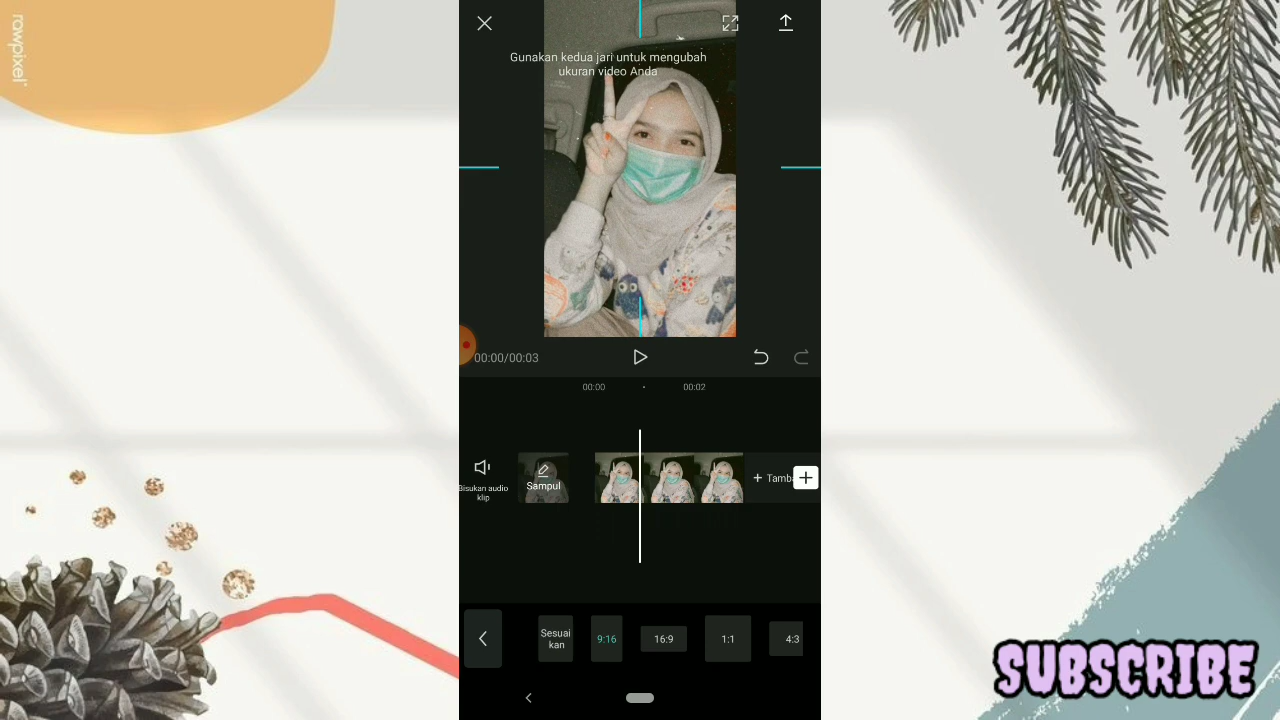 rawpixel
Gunakan kedua jari untuk mengubah
ukuran video Anda
00:00/00:03
00:00
00:02
Bisukan audio
klip
Sampul
+ Tamb
Sesuai
kan
9:16
16:9
1:1
4:3
SUBSCRIBE